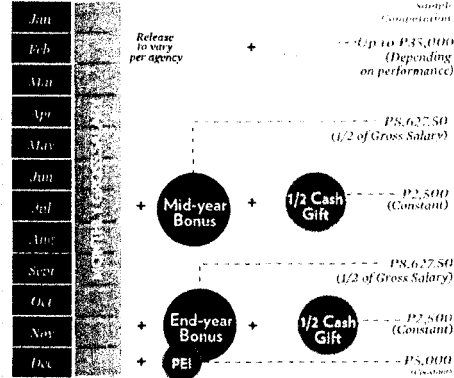 Sample
Computation
Jan
Feb
Mar
Apr
May
Jun
Jul
Aug
Sept
Oct
Nov
Dec
Release
to vary
per agency
+
Up to P35,000
(Depending
on performance)
P8,627.50
(1/2 of Gross Salary)
+
Mid-year
Bonus
+
1/2 Cash
Gift
P2,500
(Constant)
P8,627.50
(1/2 of Gross Salary)
+
End-year
Bonus
+
1/2 Cash
Gift
P2,500
(Constant)
+
PEI
P5,000
(Constant)